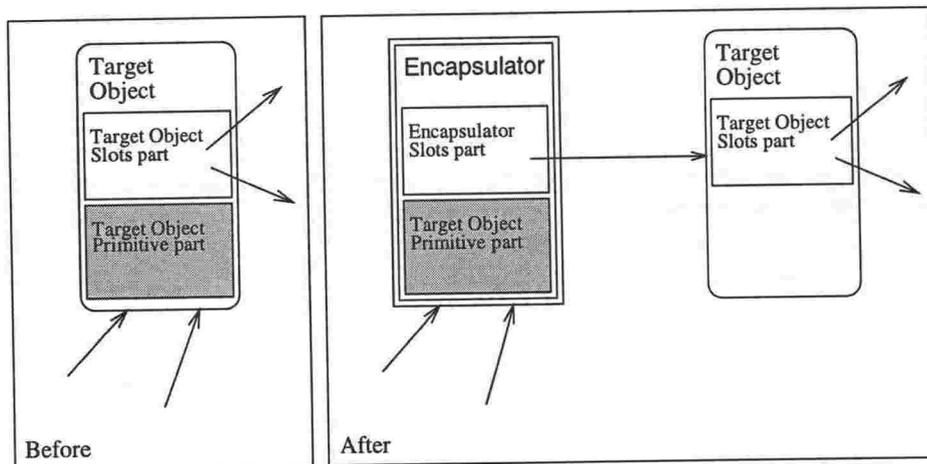 Target
Object
Target Object
Slots part
Target Object
Primitive part
Before
Encapsulator
Encapsulator
Slots part
Target Object
Primitive part
Target
Object
Target Object
Slots part
After